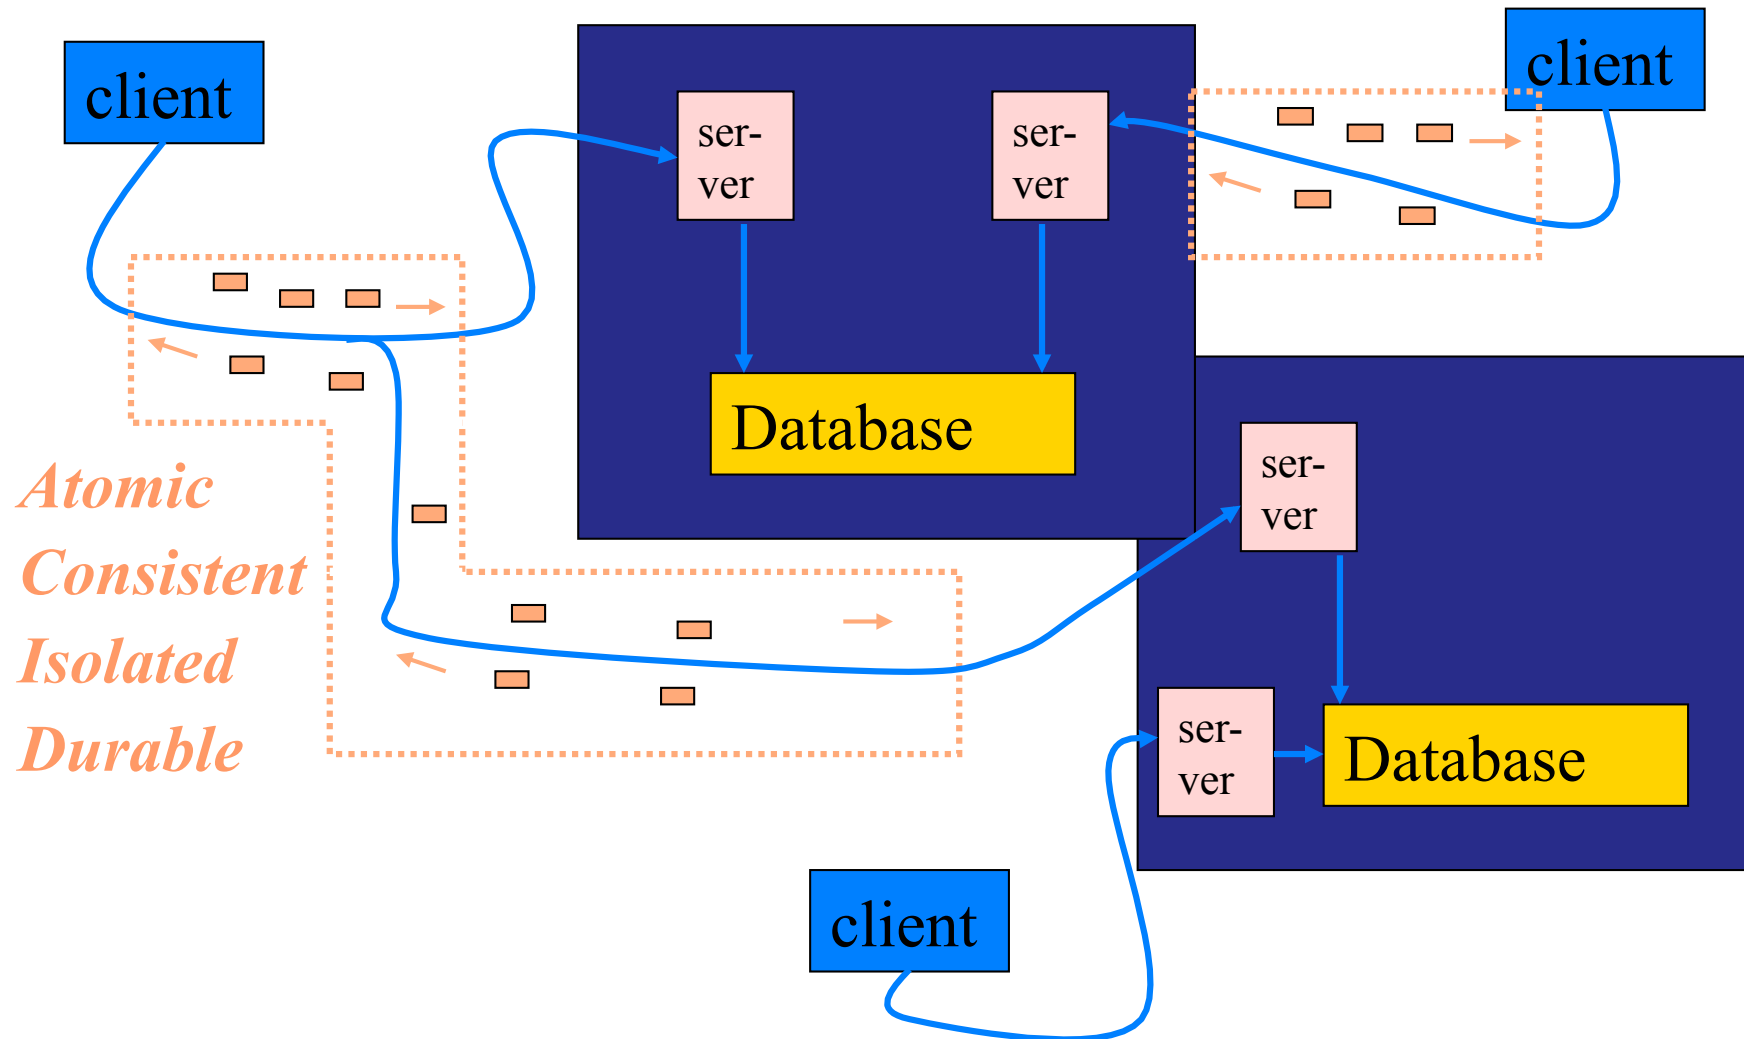 client
client
ser-
ver
ser-
ver
Database
Atomic
Consistent
Isolated
Durable
ser-
ver
ser-
ver
Database
client